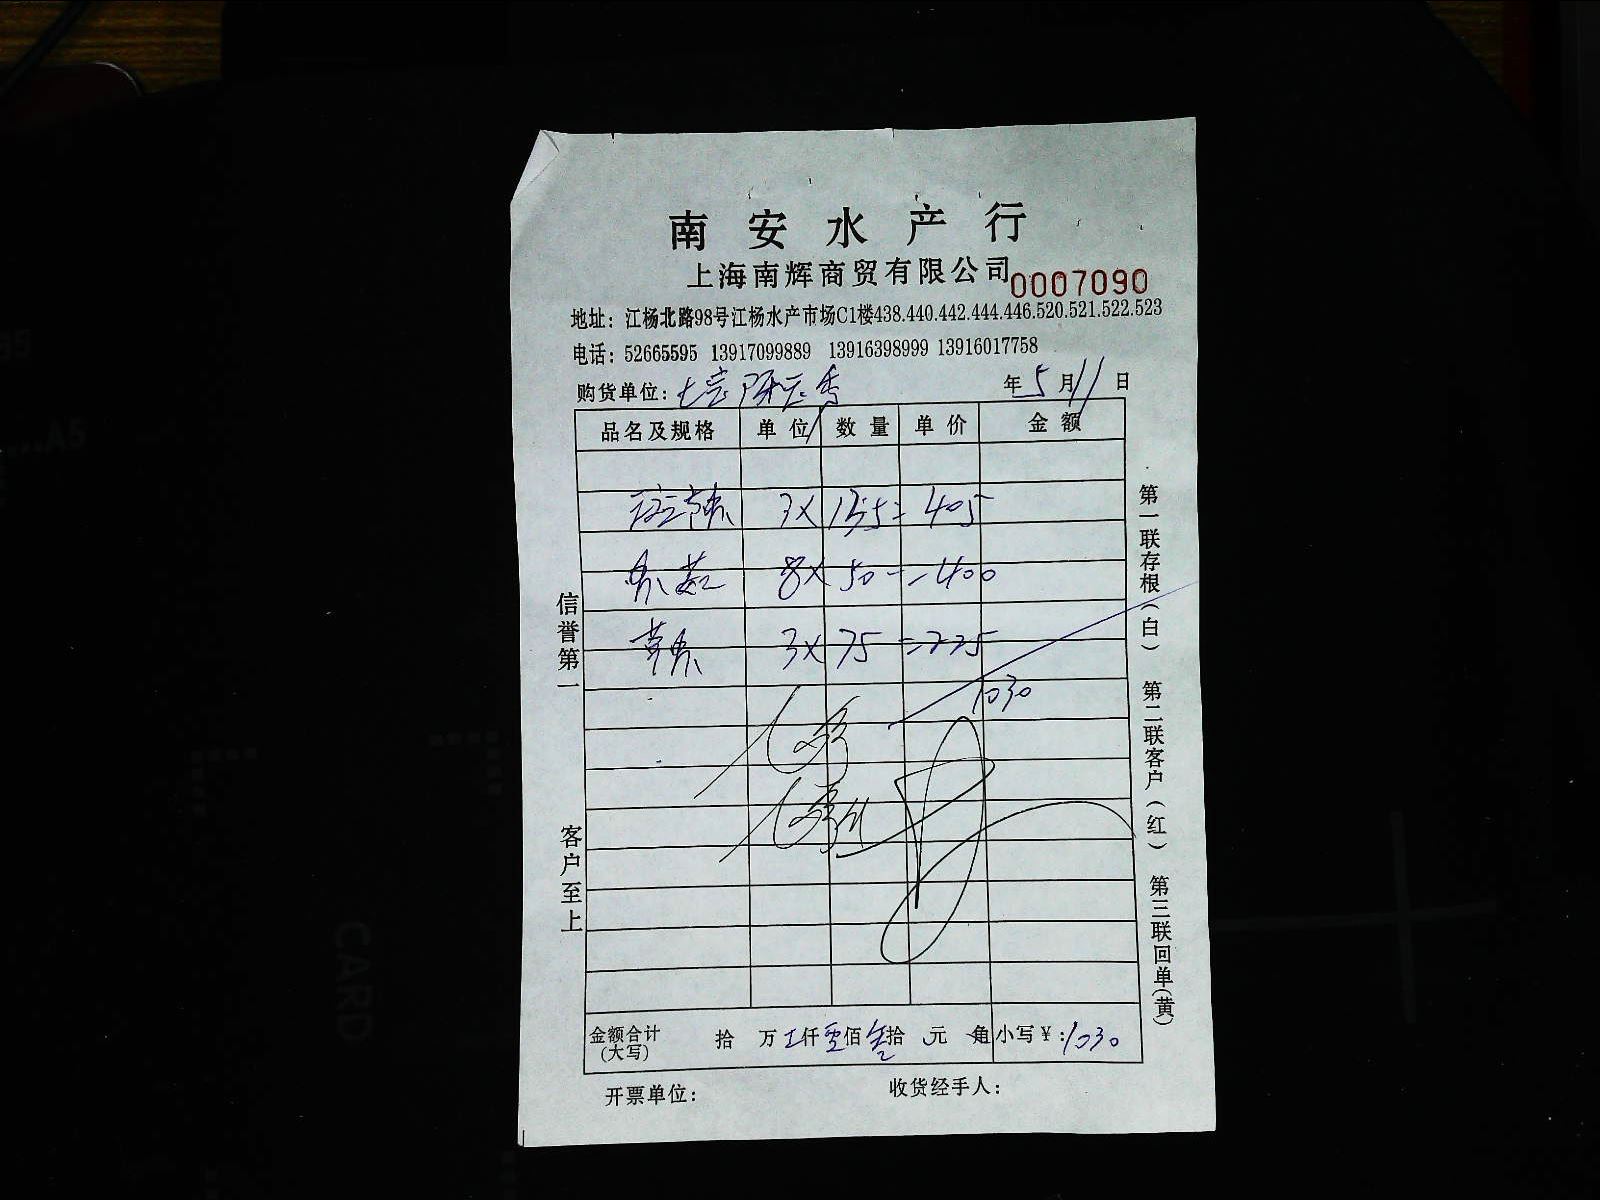 南安水产行
上海南辉商贸有限公司 0007090
地址：江杨北路98号江杨水产市场C1楼438.440.442.444.446.520.521.522.523
电话：52665595 13917099889 13916398999 13916017758
购货单位： 年5月11日
品名及规格 单位 数量 单价 金额
3× 135=405
8× 50=400
3× 75=225
1030
金额合计(大写) 拾 万 仟 零佰 叁拾 元 角 小写￥:1030
开票单位： 收货经手人：
信誉第一 客户至上
第一联存根(白) 第二联客户(红) 第三联回单(黄)
CARD
A5